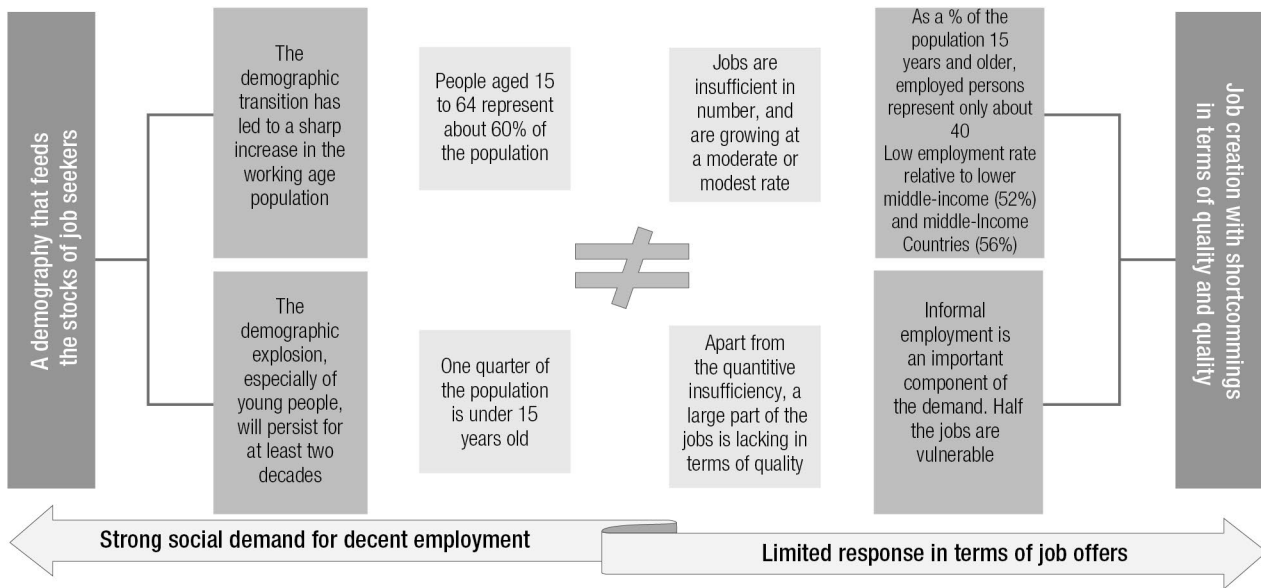 A demography that feeds
the stocks of job seekers
The
demographic
transition has
led to a sharp
increase in the
working age
population
The
demographic
explosion,
especially of
young people,
will persist for
at least two
decades
People aged 15
to 64 represent
about 60% of
the population
One quarter of
the population
is under 15
years old
≠
Jobs are
insufficient in
number, and
are growing at
a moderate or
modest rate
Apart from
the quantitive
insufficiency, a
large part of the
jobs is lacking in
terms of quality
As a % of the
population 15
years and older,
employed persons
represent only about
40
Low employment rate
relative to lower
middle-income (52%)
and middle-Income
Countries (56%)
Informal
employment is
an important
component of
the demand. Half
the jobs are
vulnerable
Job creation with shortcommings
in terms of quality and quality
Strong social demand for decent employment
Limited response in terms of job offers